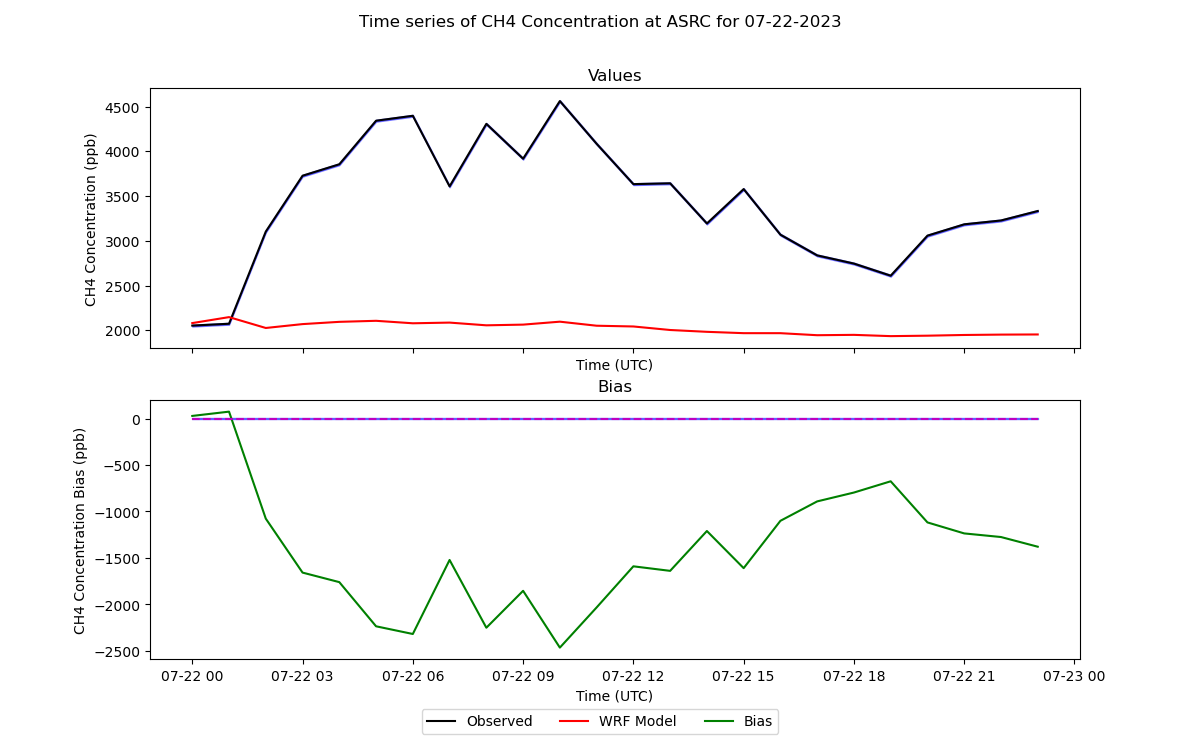 Time series of CH4 Concentration at ASRC for 07-22-2023
Values
CH4 Concentration (ppb)
4500
4000
3500
3000
2500
2000
Time (UTC)
Bias
CH4 Concentration Bias (ppb)
0
−500
−1000
−1500
−2000
−2500
07-22 00 07-22 03 07-22 06 07-22 09 07-22 12 07-22 15 07-22 18 07-22 21 07-23 00
Time (UTC)
Observed WRF Model Bias